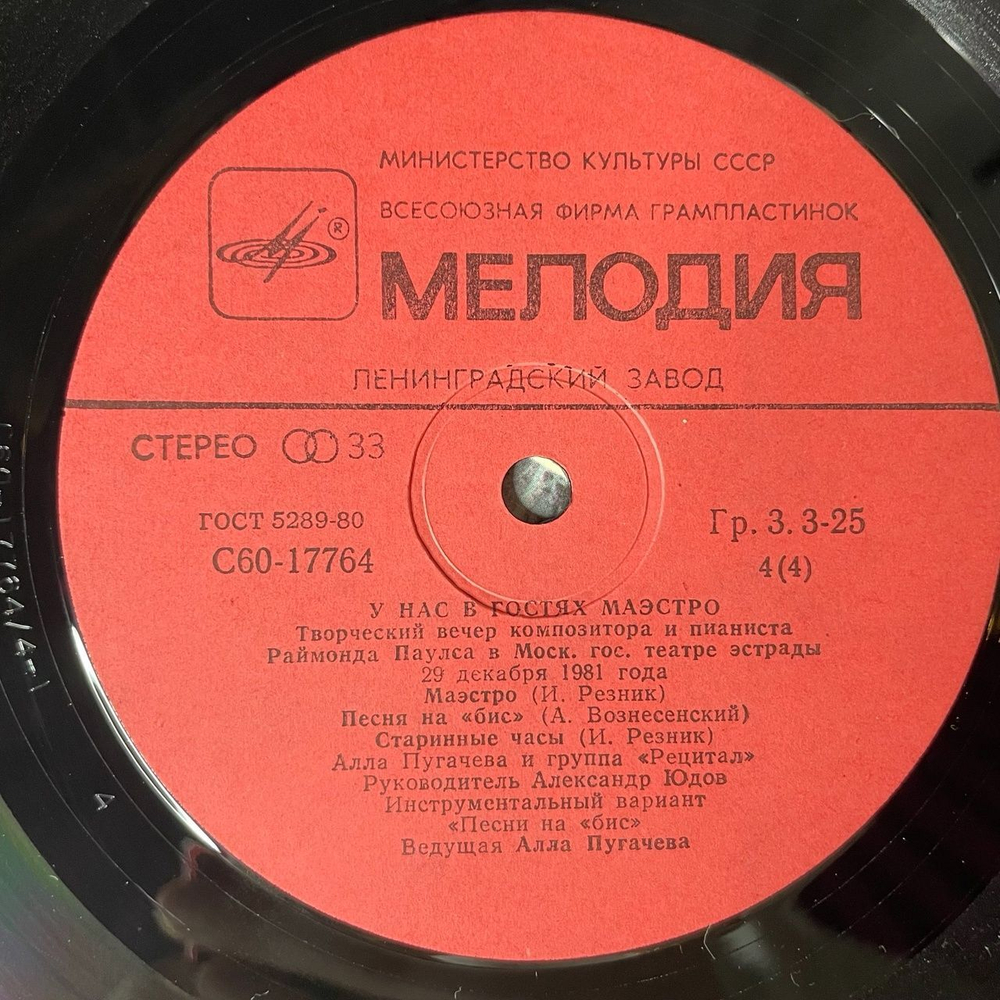 МИНИСТЕРСТВО КУЛЬТУРЫ СССР
ВСЕСОЮЗНАЯ ФИРМА ГРАМПЛАСТИНОК
®
МЕЛОДИЯ
ЛЕНИНГРАДСКИЙ ЗАВОД
СТЕРЕО 33
ГОСТ 5289-80
С60-17764
Гр. 3. 3-25
4(4)
У НАС В ГОСТЯХ МАЭСТРО
Творческий вечер композитора и пианиста
Раймонда Паулса в Моск. гос. театре эстрады
29 декабря 1981 года
Маэстро (И. Резник)
Песня на «бис» (А. Вознесенский)
Старинные часы (И. Резник)
Алла Пугачева и группа «Рецитал»
Руководитель Александр Юдов
Инструментальный вариант
«Песни на «бис»
Ведущая Алла Пугачева
4